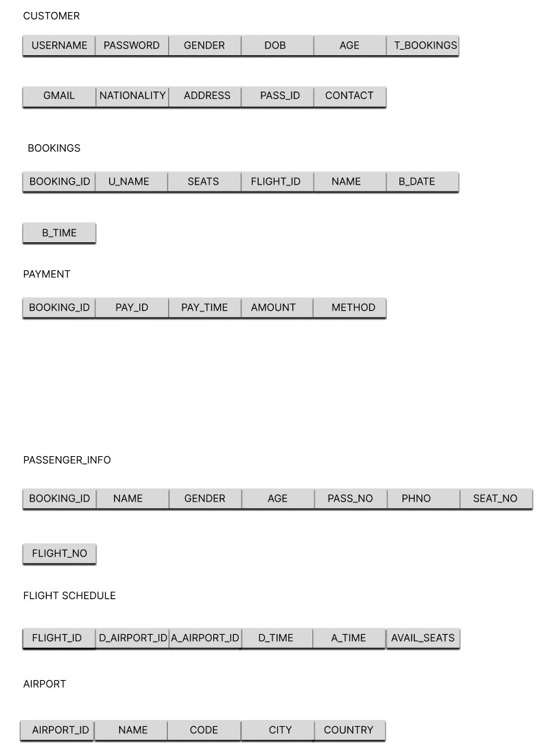 CUSTOMER
USERNAME PASSWORD GENDER DOB AGE T_BOOKINGS
GMAIL NATIONALITY ADDRESS PASS_ID CONTACT
BOOKINGS
BOOKING_ID U_NAME SEATS FLIGHT_ID NAME B_DATE
B_TIME
PAYMENT
BOOKING_ID PAY_ID PAY_TIME AMOUNT METHOD
PASSENGER_INFO
BOOKING_ID NAME GENDER AGE PASS_NO PHNO SEAT_NO
FLIGHT_NO
FLIGHT SCHEDULE
FLIGHT_ID D_AIRPORT_ID A_AIRPORT_ID D_TIME A_TIME AVAIL_SEATS
AIRPORT
AIRPORT_ID NAME CODE CITY COUNTRY